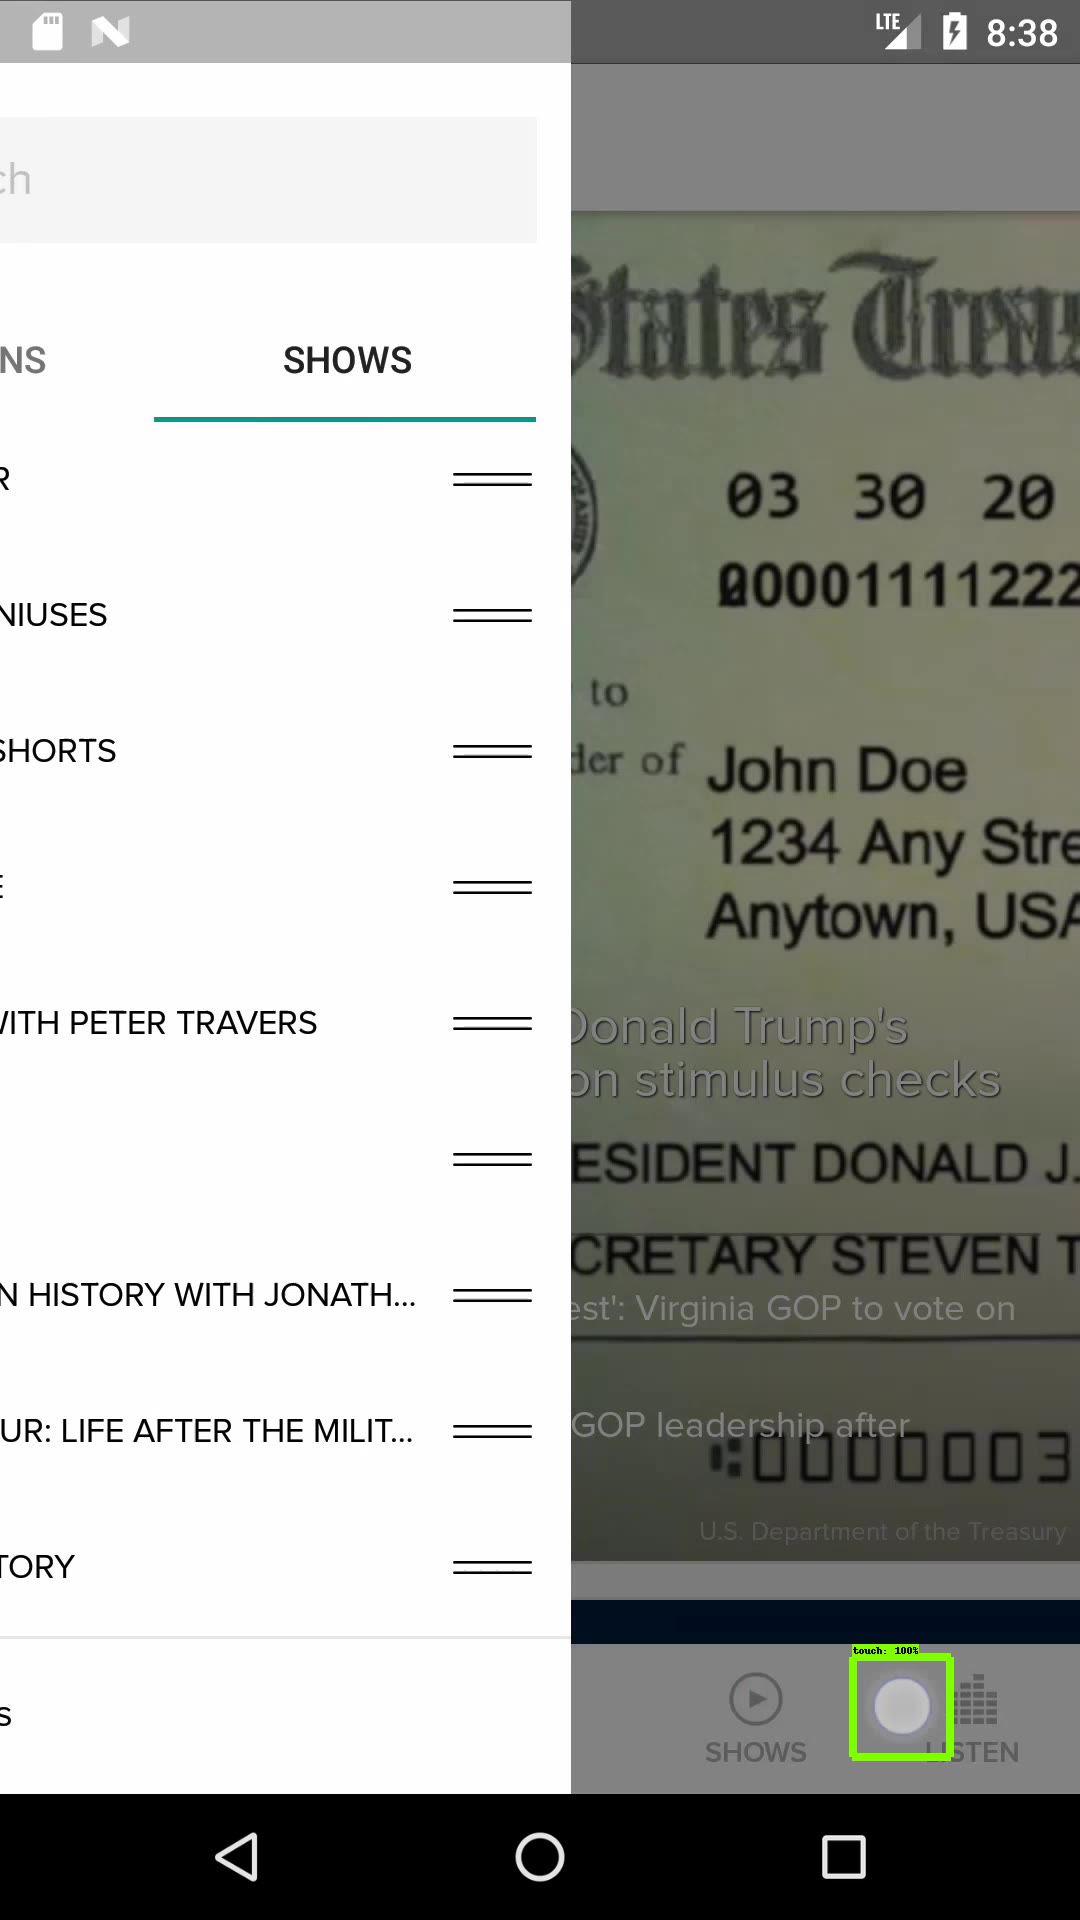 LTE 8:38
ch
NS SHOWS
States Treas
R
03 30 20
00001111222
NIUSES
to
SHORTS
der of John Doe
1234 Any Stre
E
Anytown, USA
WITH PETER TRAVERS
Donald Trump's
on stimulus checks
ESIDENT DONALD J.
CRETARY STEVEN T
N HISTORY WITH JONATH...
est': Virginia GOP to vote on
UR: LIFE AFTER THE MILIT...
GOP leadership after
⑆0000003
U.S. Department of the Treasury
TORY
touch: 100%
s
SHOWS
LISTEN